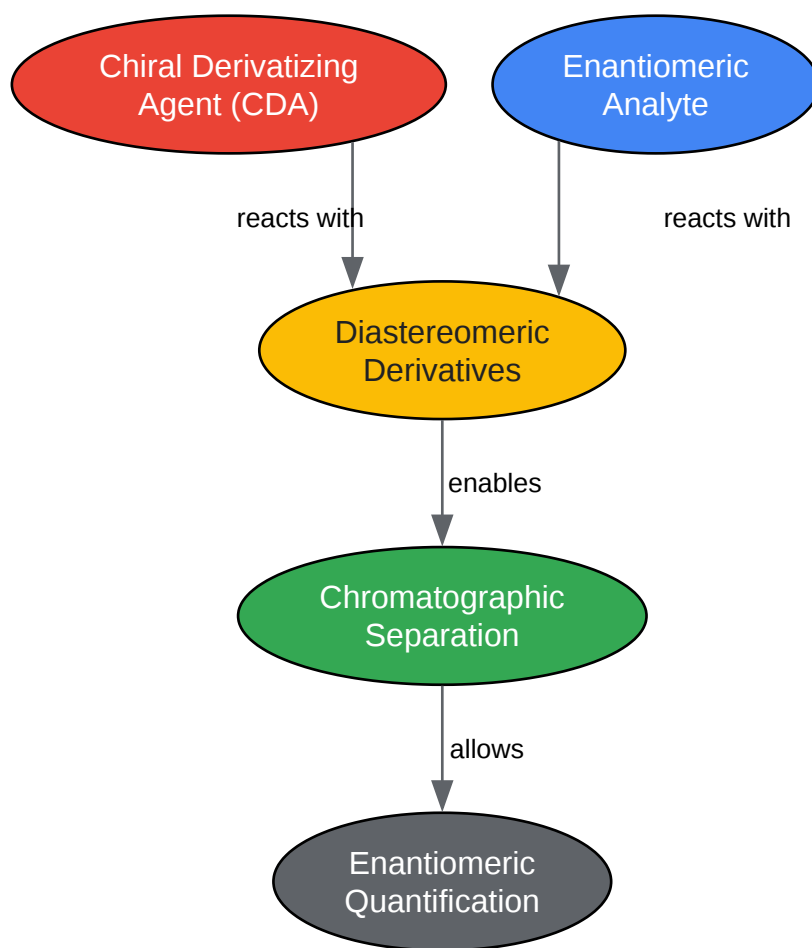 Chiral Derivatizing
Agent (CDA)
Enantiomeric
Analyte
reacts with
reacts with
Diastereomeric
Derivatives
enables
Chromatographic
Separation
allows
Enantiomeric
Quantification